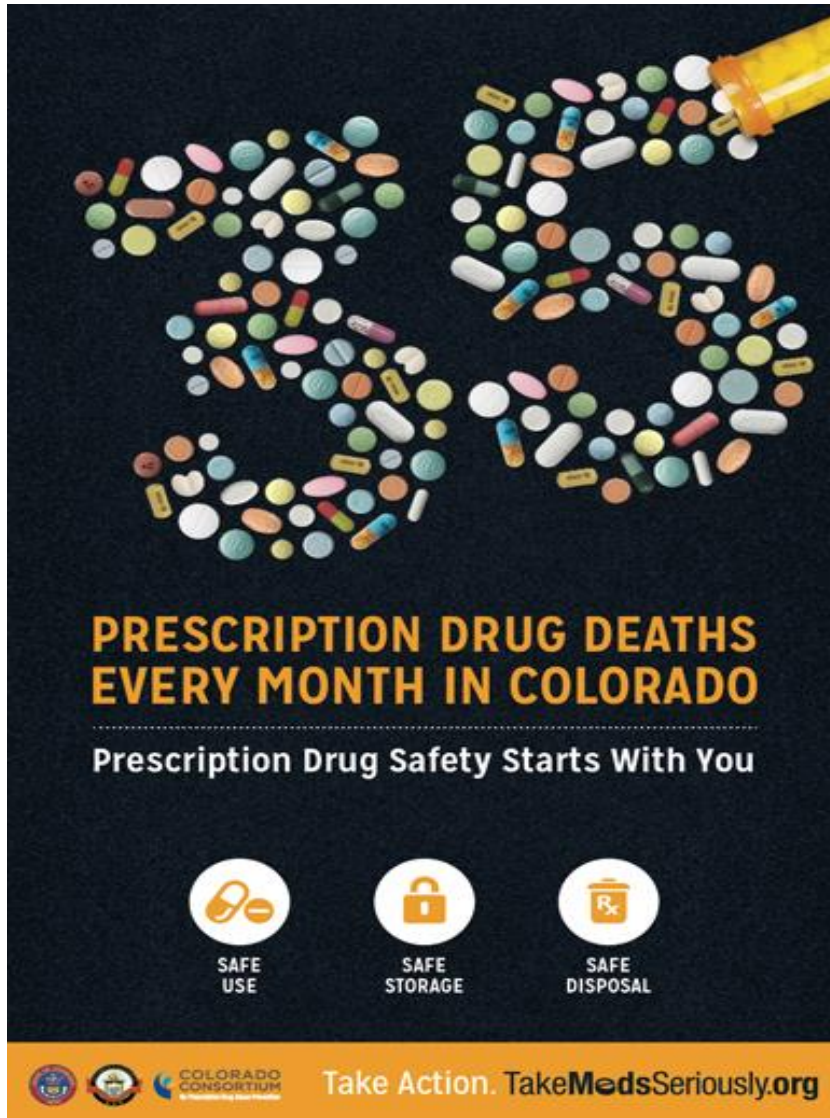 35
PRESCRIPTION DRUG DEATHS
EVERY MONTH IN COLORADO
Prescription Drug Safety Starts With You
SAFE
USE
SAFE
STORAGE
Rx
SAFE
DISPOSAL
COLORADO
CONSORTIUM
Take Action. TakeMedsSeriously.org